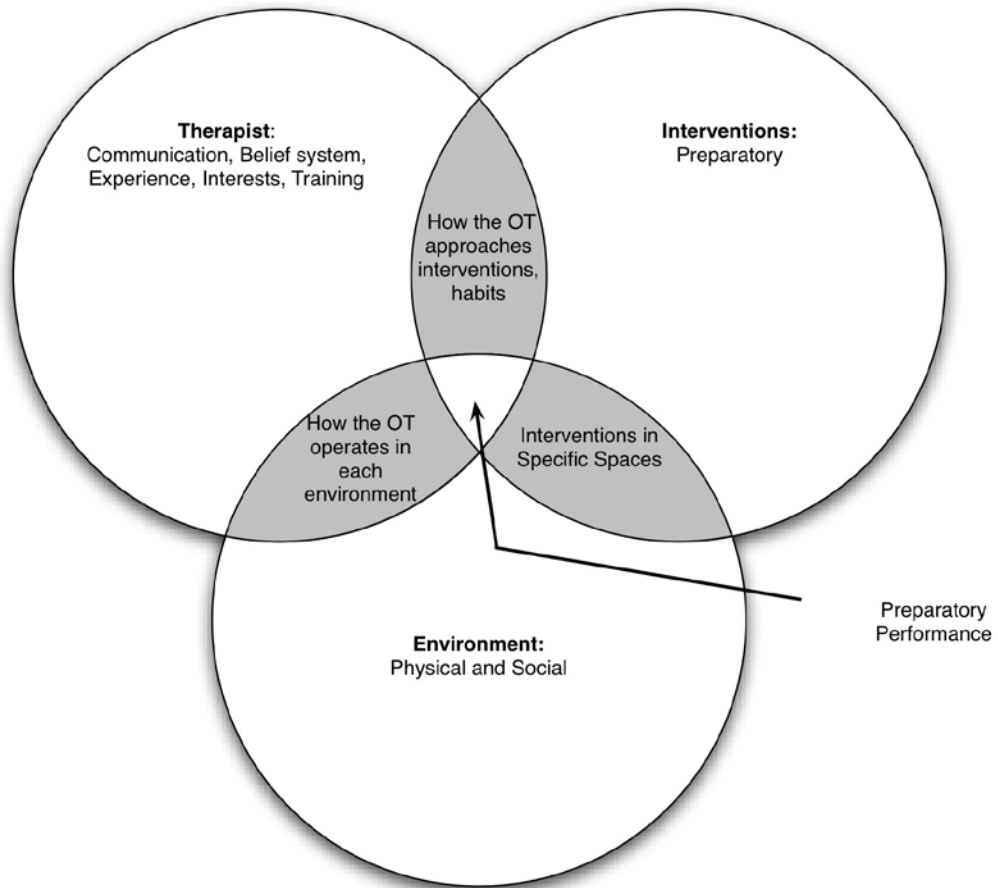 Therapist:
Communication, Belief system,
Experience, Interests, Training
Interventions:
Preparatory
How the OT
approaches
interventions,
habits
How the OT
operates in
each
environment
Interventions in
Specific Spaces
Environment:
Physical and Social
Preparatory
Performance